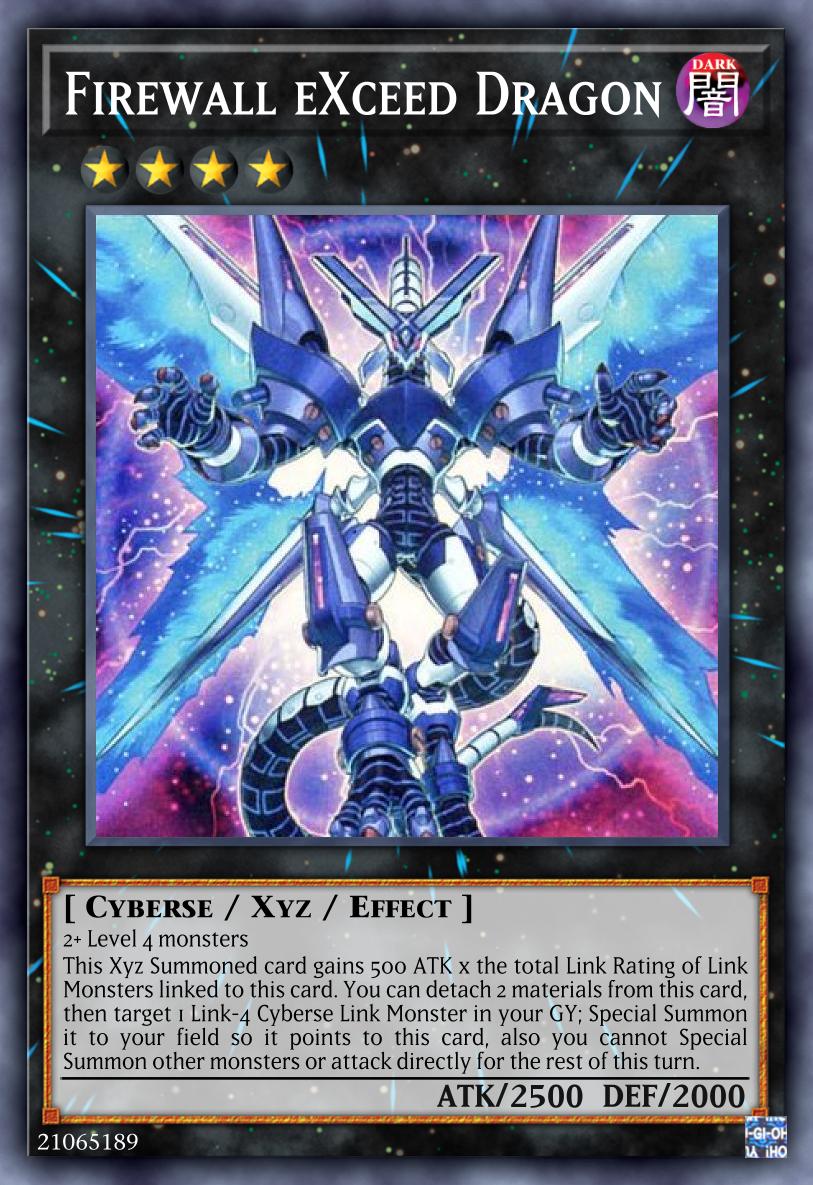 Firewall eXceed Dragon
DARK
闇
[ Cyberse / Xyz / Effect ]
2+ Level 4 monsters
This Xyz Summoned card gains 500 ATK x the total Link Rating of Link
Monsters linked to this card. You can detach 2 materials from this card,
then target 1 Link-4 Cyberse Link Monster in your GY; Special Summon
it to your field so it points to this card, also you cannot Special
Summon other monsters or attack directly for the rest of this turn.
ATK/2500 DEF/2000
21065189